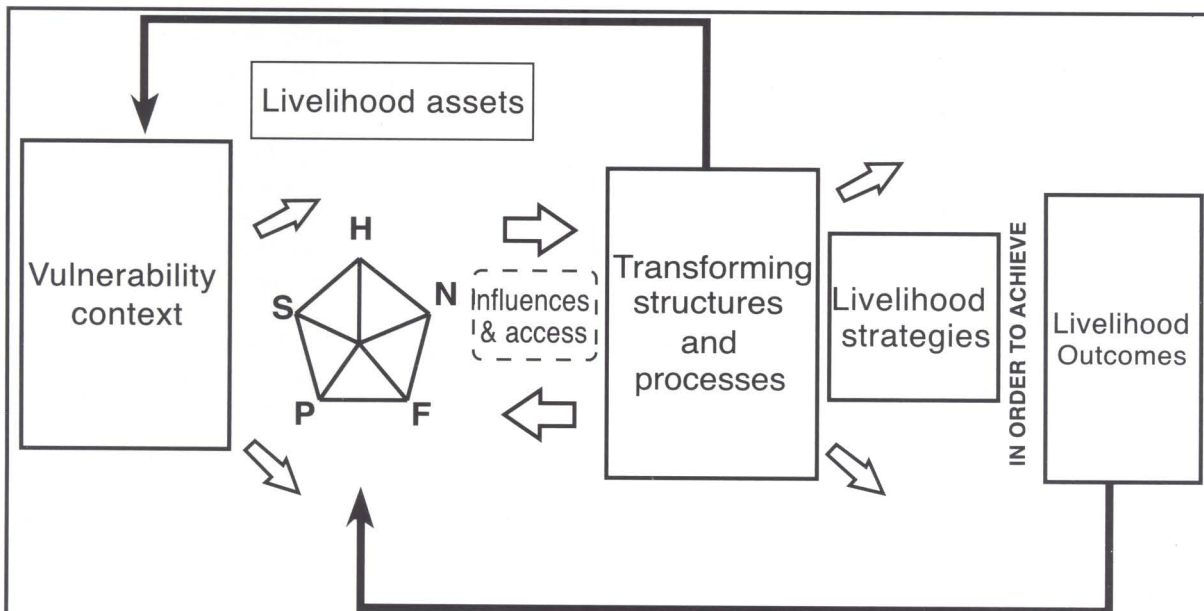 Livelihood assets
Vulnerability
context
H
S
N
P
F
Influences
& access
Transforming
structures
and
processes
Livelihood
strategies
IN ORDER TO ACHIEVE
Livelihood
Outcomes